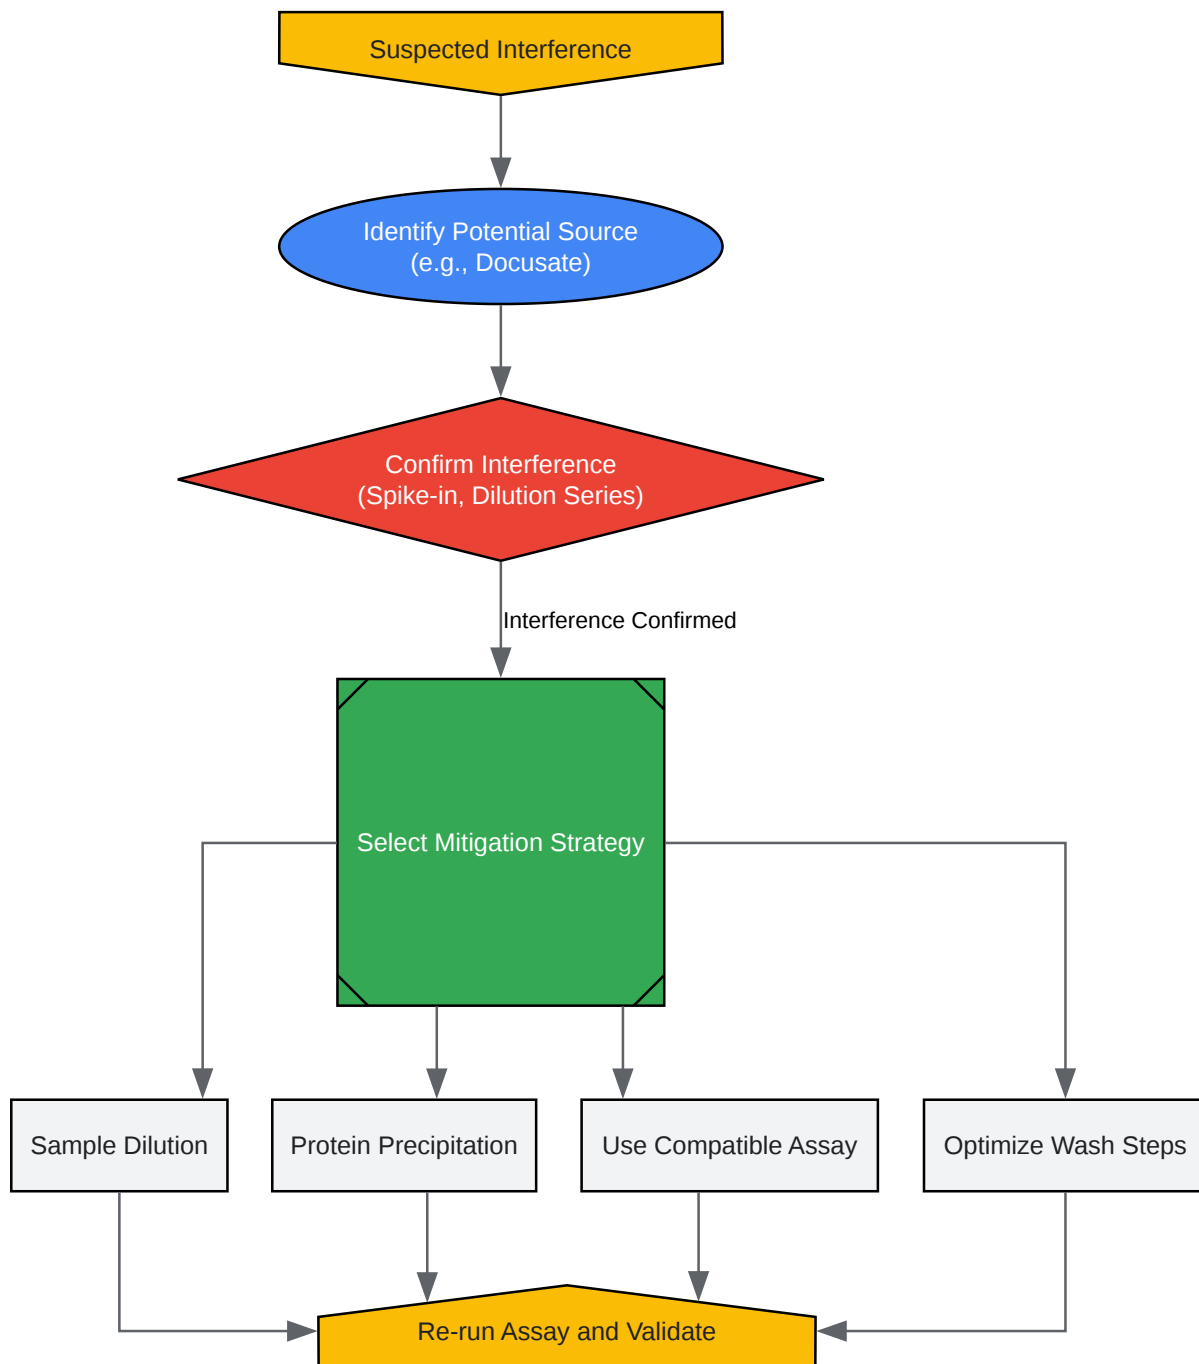 Suspected Interference
Identify Potential Source
(e.g., Docusate)
Confirm Interference
(Spike-in, Dilution Series)
Interference Confirmed
Select Mitigation Strategy
Sample Dilution
Protein Precipitation
Use Compatible Assay
Optimize Wash Steps
Re-run Assay and Validate